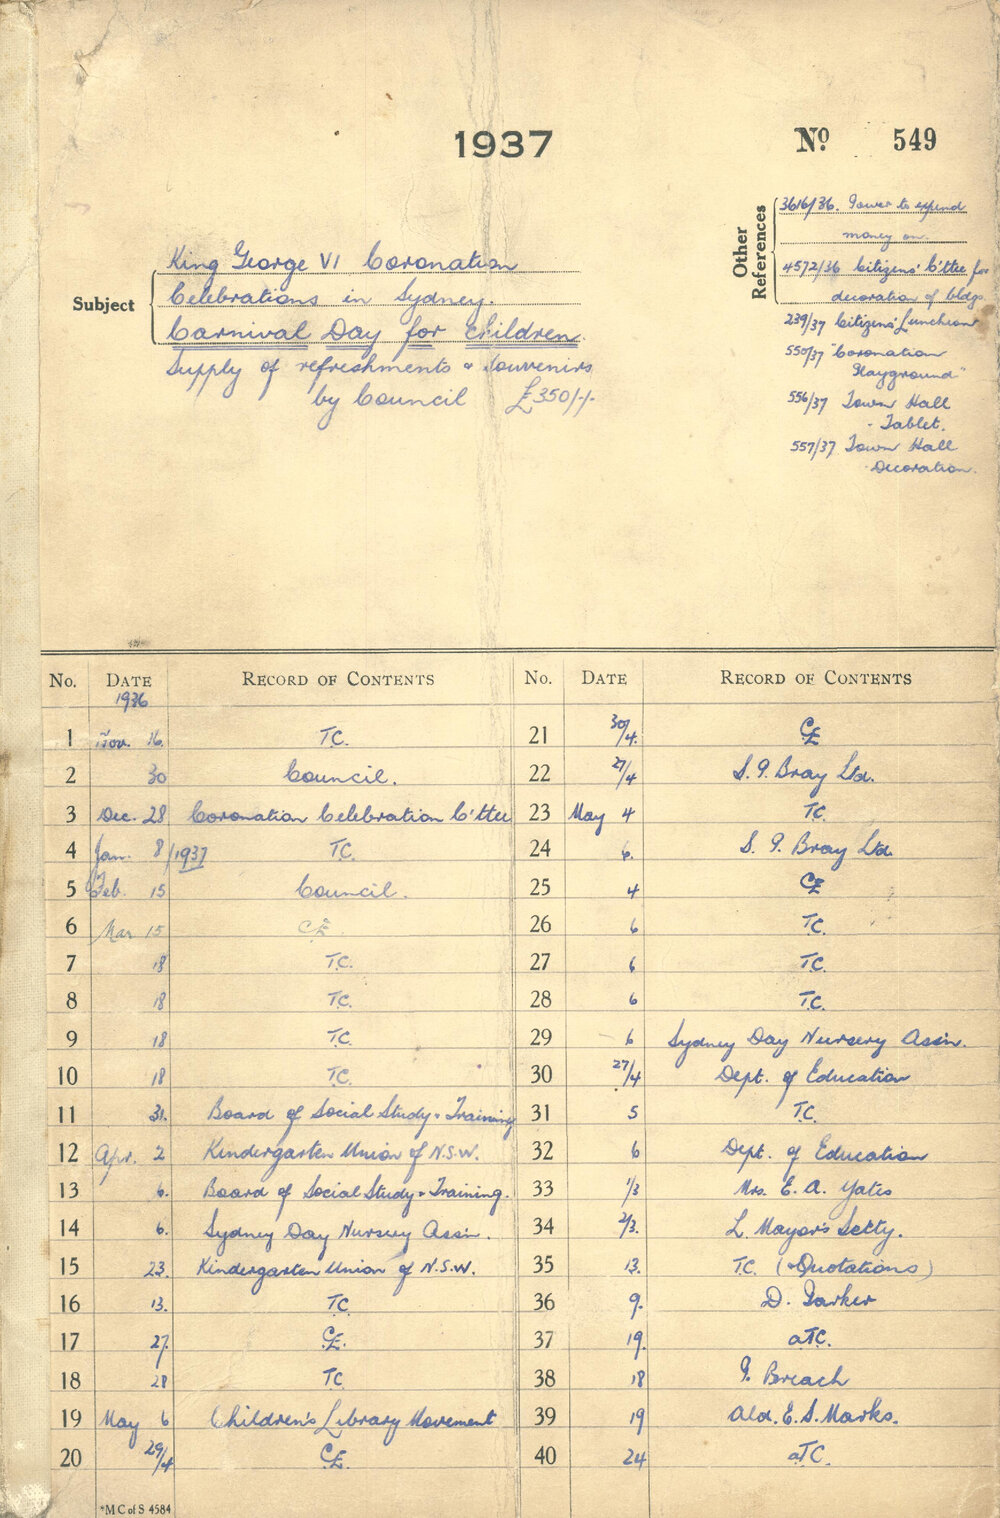 1937
No 549
Other References
3616/36. Power to expend
money on.
4572/36 Citizens' C'ttee for
decoration of bldgs.
239/37 Citizens' Luncheon
550/37 "Coronation
Playground"
556/37 Town Hall
- Tablet.
557/37 Town Hall
Decoration.
Subject
King George VI Coronation
Celebrations in Sydney.
Carnival Day for Children
Supply of refreshments & souvenirs
by Council £350/-/-
No. DATE RECORD OF CONTENTS
1936
1 Nov. 16. T.C.
2 30 Council.
3 Dec. 28 Coronation Celebration C'ttee
4 Jan. 8/1937 T.C.
5 Feb. 15 Council.
6 Mar 15 C.E.
7 18 T.C.
8 18 T.C.
9 18 T.C.
10 18 T.C.
11 31. Board of Social Study & Training
12 Apr. 2 Kindergarten Union of N.S.W.
13 6. Board of Social Study & Training.
14 6. Sydney Day Nursery Assn.
15 23. Kindergarten Union of N.S.W.
16 13. T.C.
17 27. C.E.
18 28 T.C.
19 May 6 Children's Library Movement
20 29/4 C.E.
No. DATE RECORD OF CONTENTS
21 30/4. C.E.
22 27/4 S. G. Bray Ltd.
23 May 4 T.C.
24 6. S. G. Bray Ltd.
25 4 C.E.
26 6 T.C.
27 6 T.C.
28 6 T.C.
29 6 Sydney Day Nursery Assn.
30 27/4 Dept. of Education
31 5 T.C.
32 6 Dept. of Education
33 1/3 Mrs. E. A. Yates
34 2/3. L. Mayor's Secty.
35 13. T.C. (& Quotations)
36 9. D. Parker
37 19. aTC.
38 18 Breach
39 19 Ald. E. S. Marks.
40 24 aTC.
*M C of S 4584